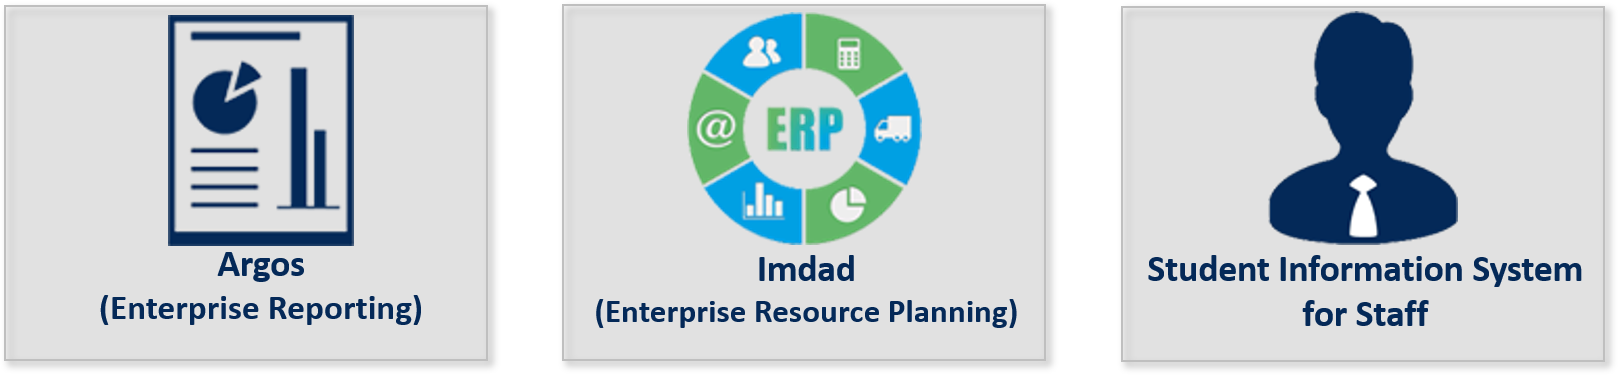 Argos
(Enterprise Reporting)
@
ERP
Imdad
(Enterprise Resource Planning)
Student Information System
for Staff